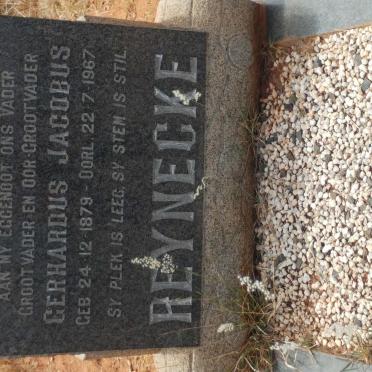 AAN MY EGGENOOT ONS VADER
GROOTVADER EN OOR-GROOTVADER
GERHARDUS JACOBUS
GEB 24.12.1879 - OORL. 22.7.1967
SY PLEK IS LEEG, SY STEM IS STIL.
REYNECKE